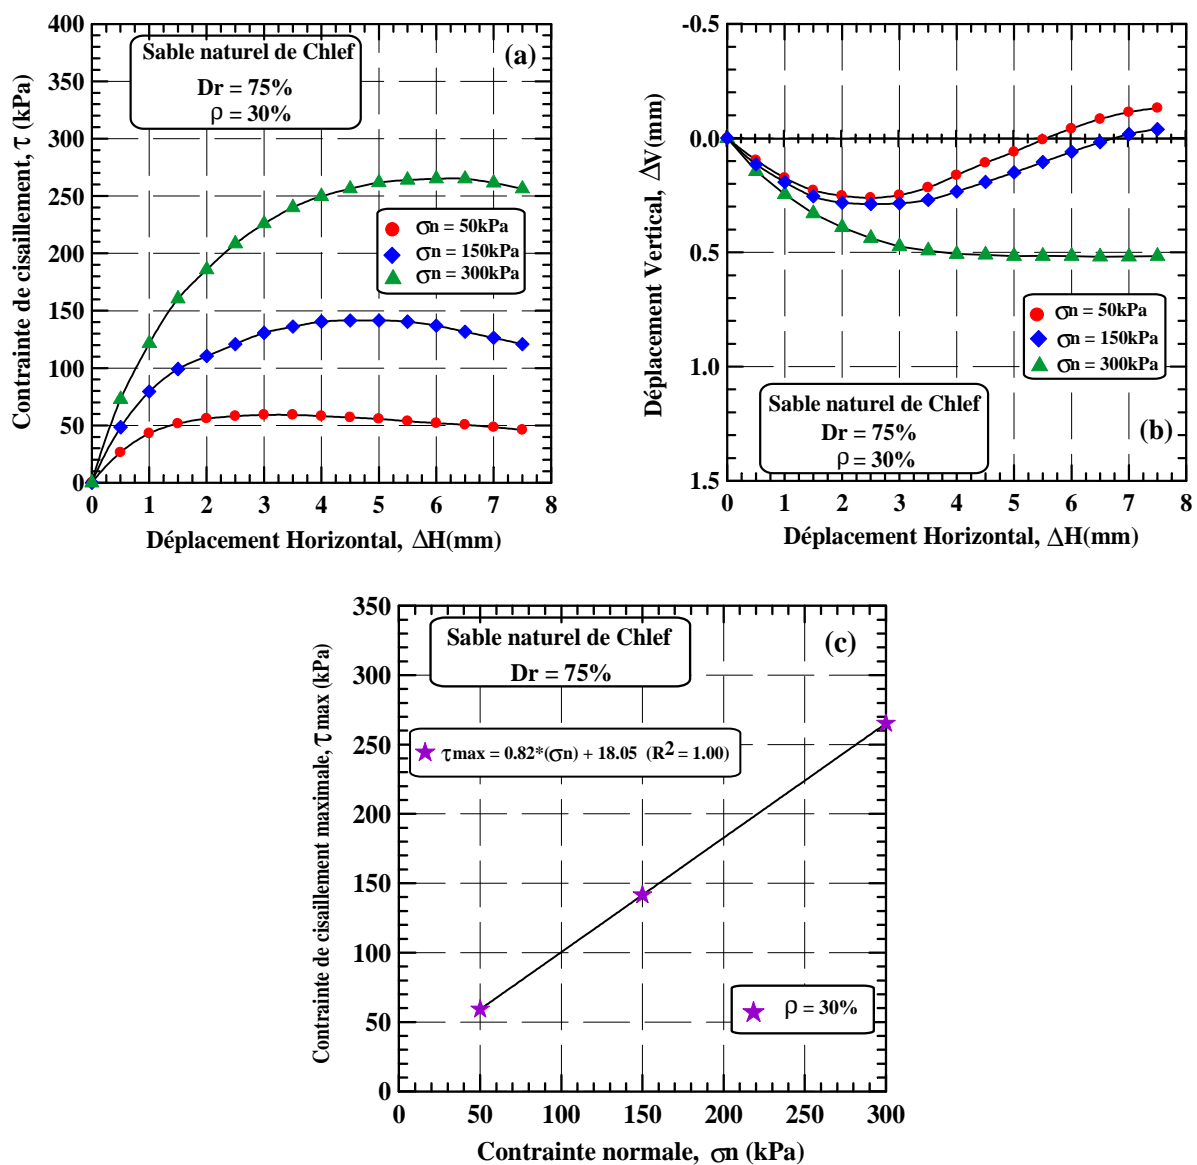 400
350
300
250
200
150
100
50
0
Contrainte de cisaillement, τ (kPa)
Sable naturel de Chlef
Dr = 75%
ρ = 30%
(a)
σn = 50kPa
σn = 150kPa
σn = 300kPa
0 1 2 3 4 5 6 7 8
Déplacement Horizontal, ΔH(mm)
-0.5
0.0
0.5
1.0
1.5
Déplacement Vertical, ΔV(mm)
σn = 50kPa
σn = 150kPa
σn = 300kPa
Sable naturel de Chlef
Dr = 75%
ρ = 30%
(b)
0 1 2 3 4 5 6 7 8
Déplacement Horizontal, ΔH(mm)
350
300
250
200
150
100
50
0
Contrainte de cisaillement maximale, τmax (kPa)
Sable naturel de Chlef
Dr = 75%
(c)
τmax = 0.82*(σn) + 18.05 (R2 = 1.00)
ρ = 30%
0 50 100 150 200 250 300
Contrainte normale, σn (kPa)